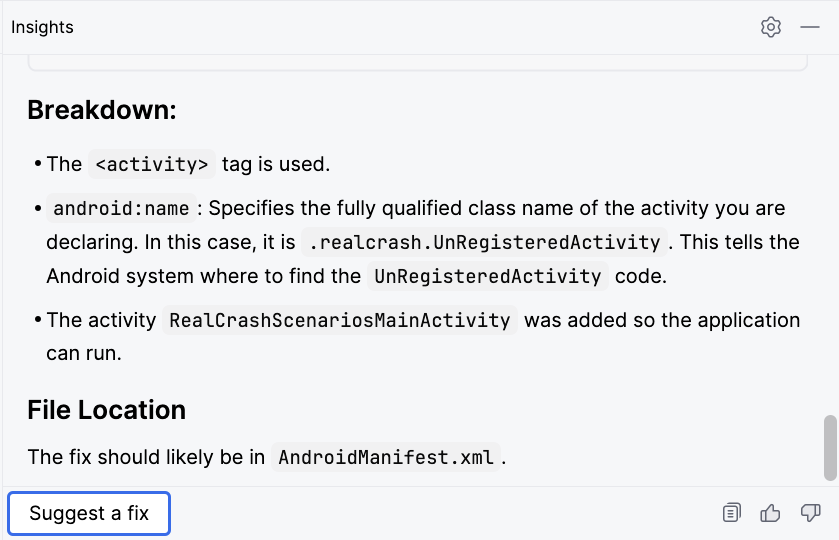 Insights
Breakdown:
• The <activity> tag is used.
• android:name : Specifies the fully qualified class name of the activity you are
declaring. In this case, it is .realcrash.UnRegisteredActivity . This tells the
Android system where to find the UnRegisteredActivity code.
• The activity RealCrashScenariosMainActivity was added so the application
can run.
File Location
The fix should likely be in AndroidManifest.xml .
Suggest a fix